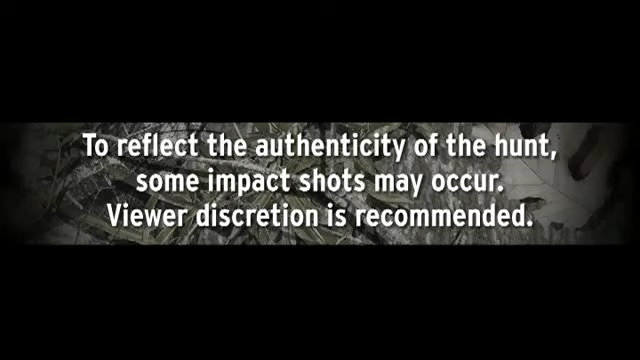 To reflect the authenticity of the hunt,
some impact shots may occur.
Viewer discretion is recommended.